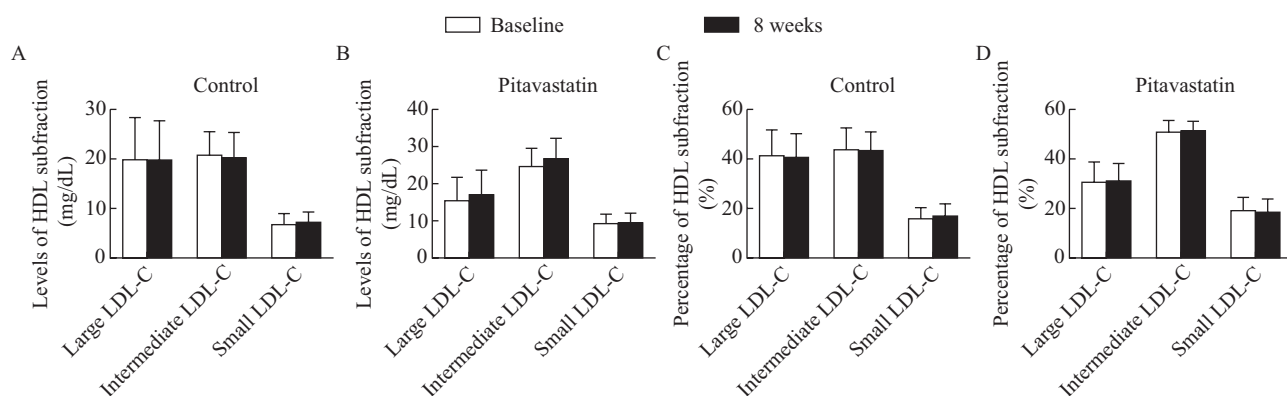 Baseline
8 weeks
A
Control
Levels of HDL subfraction
(mg/dL)
30
20
10
0
Large LDL-C
Intermediate LDL-C
Small LDL-C
B
Pitavastatin
Levels of HDL subfraction
(mg/dL)
40
30
20
10
0
Large LDL-C
Intermediate LDL-C
Small LDL-C
C
Control
Percentage of HDL subfraction
(%)
60
40
20
0
Large LDL-C
Intermediate LDL-C
Small LDL-C
D
Pitavastatin
Percentage of HDL subfraction
(%)
60
40
20
0
Large LDL-C
Intermediate LDL-C
Small LDL-C